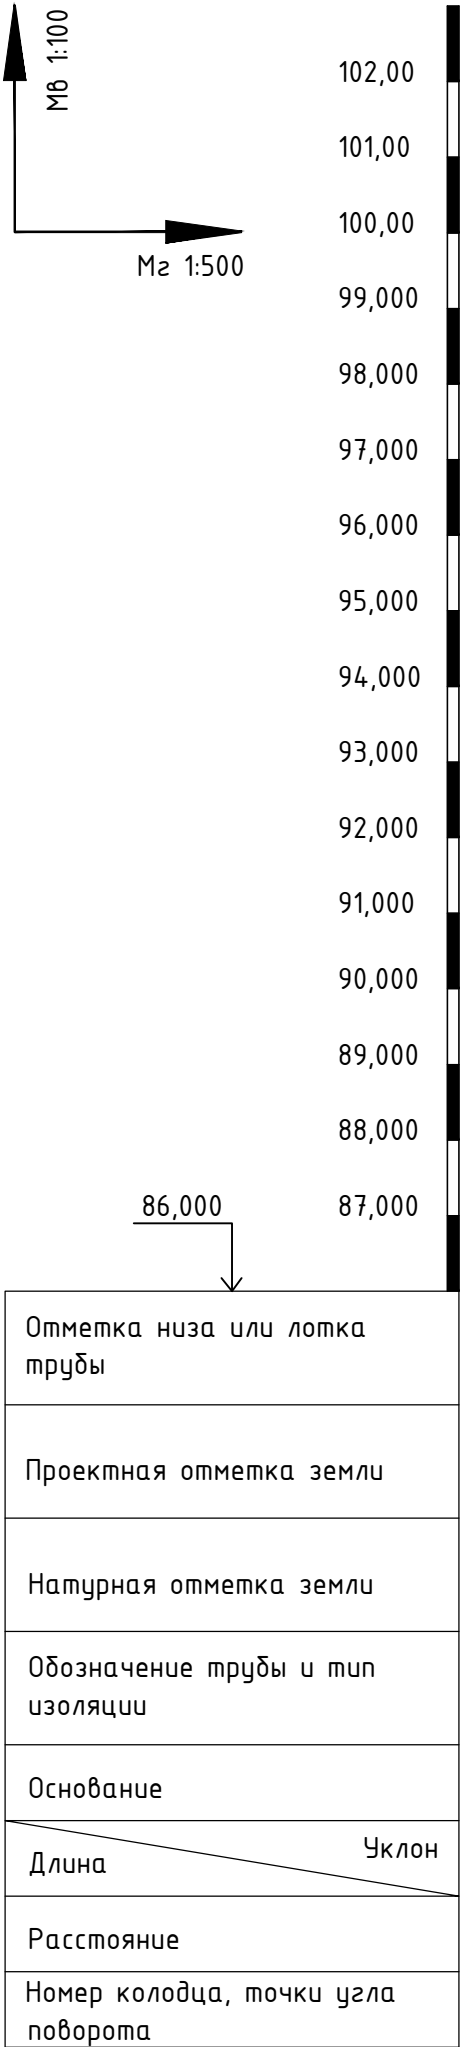 Мв 1:100
Мг 1:500
102,00
101,00
100,00
99,000
98,000
97,000
96,000
95,000
94,000
93,000
92,000
91,000
90,000
89,000
88,000
87,000
86,000
Отметка низа или лотка
трубы
Проектная отметка земли
Натурная отметка земли
Обозначение трубы и тип
изоляции
Основание
Уклон
Длина
Расстояние
Номер колодца, точки угла
поворота